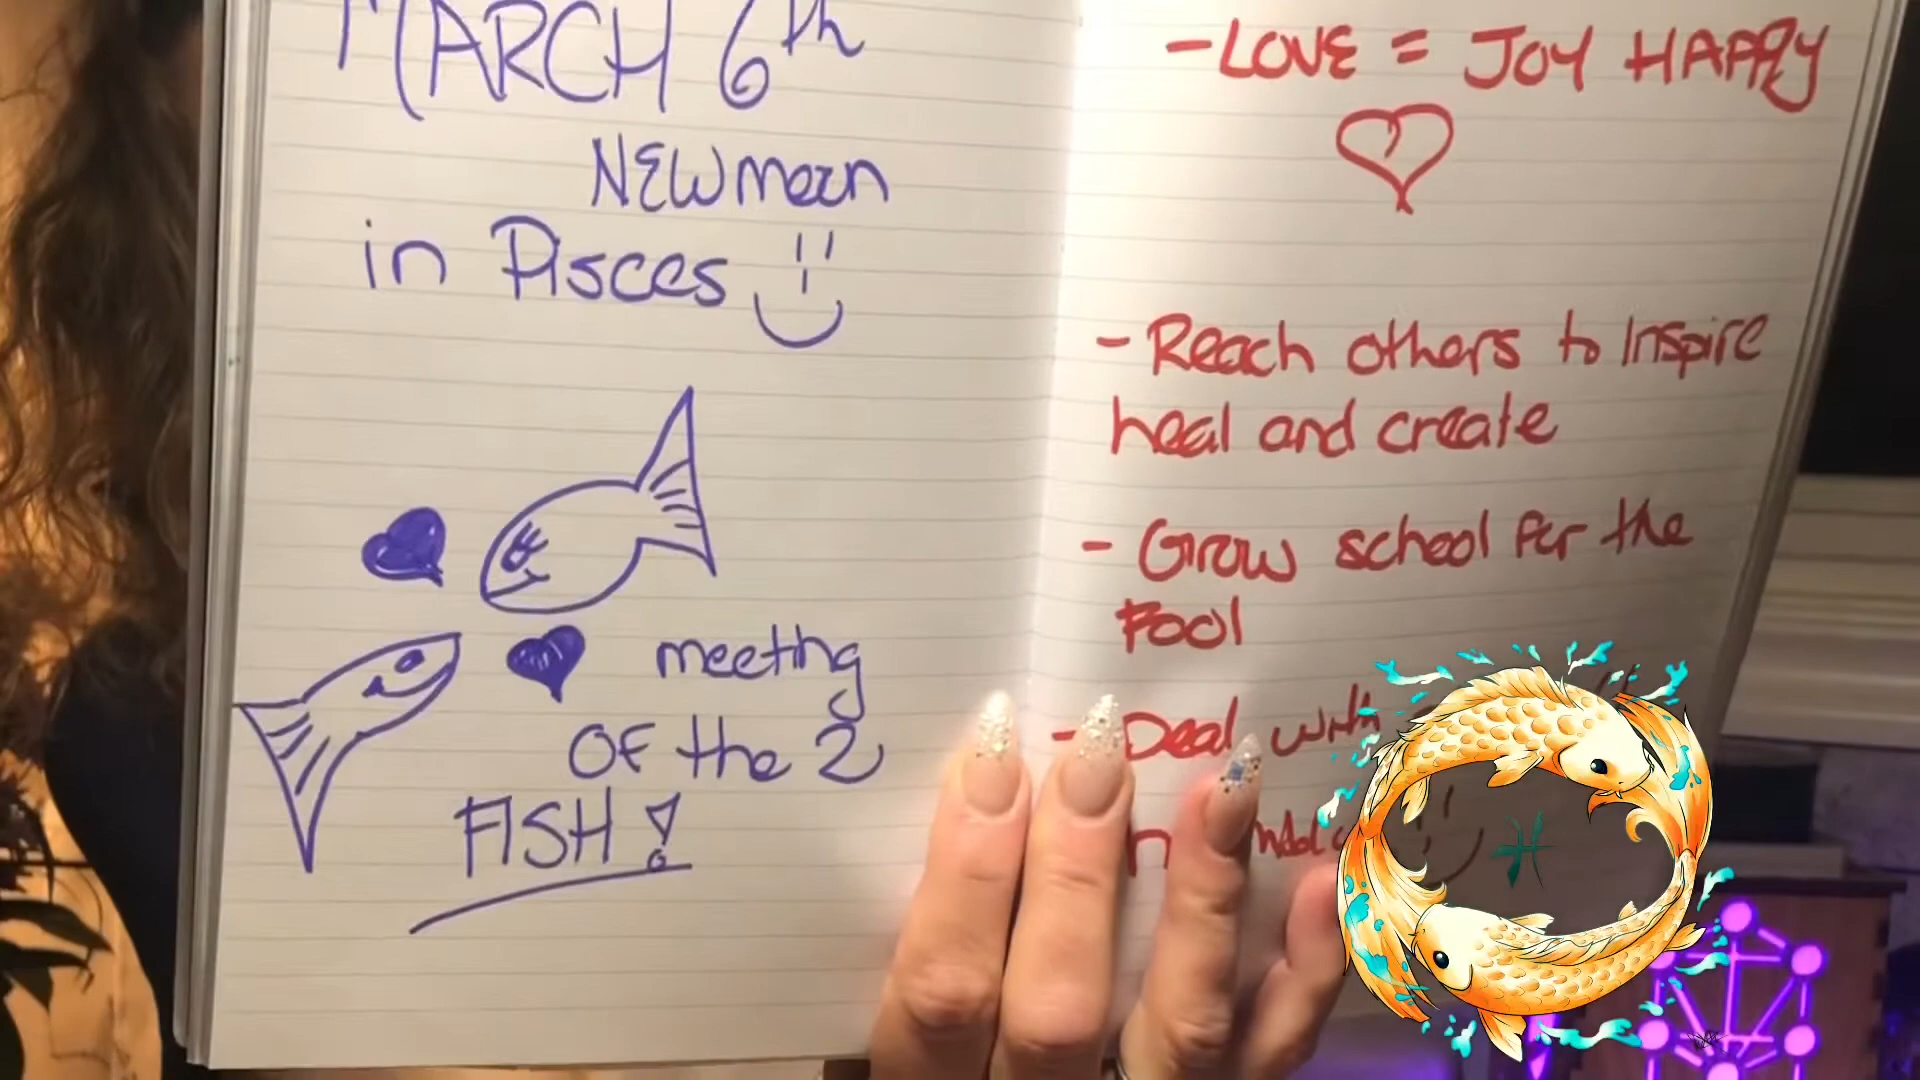 MARCH 6th
NEW moon
in Pisces
meeting
OF the 2
FISH!
- LOVE = JOY HAPPY
- Reach others to Inspire
heal and create
- Grow school for the
Fool
- Deal with